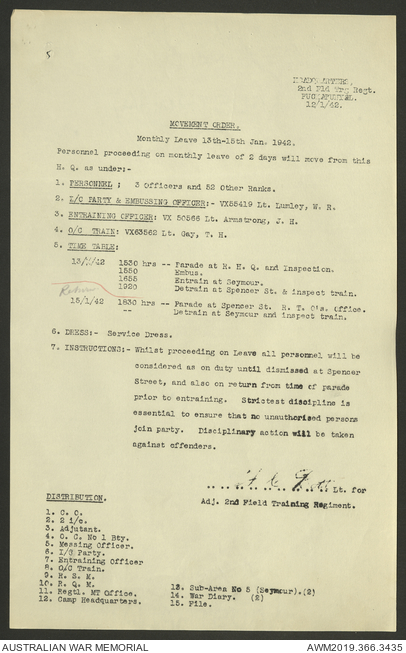 5
HEADQUARTERS,
2nd Fld Trg Regt.
PUCKAPUNYAL.
12/1/42.
MOVEMENT ORDER.
Monthly Leave 13th-15th Jan. 1942.
Personnel proceeding on monthly leave of 2 days will move from this
H. Q. as under:-
1. PERSONNEL ; 3 Officers and 52 Other Ranks.
2. I/C PARTY & EMBUSSING OFFICER:- VX55419 Lt. Lumley, W. R.
3. ENTRAINING OFFICER: VX 50566 Lt. Armstrong, J. H.
4. O/C TRAIN: VX63562 Lt. Gay, T. H.
5. TIME TABLE:
13/1/42 1530 hrs -- Parade at R. H. Q. and Inspection.
1550 Embus.
1655 Entrain at Seymour.
1920 Detrain at Spencer St. & inspect train.
Return
15/1/42 1830 hrs -- Parade at Spencer St. R. T. O's. office.
-- Detrain at Seymour and inspect train.
6. DRESS:- Service Dress.
7. INSTRUCTIONS:- Whilst proceeding on Leave all personnel will be
considered as on duty until dismissed at Spencer
Street, and also on return from time of parade
prior to entraining. Strictest discipline is
essential to ensure that no unauthorised persons
join party. Disciplinary action will be taken
against offenders.
Lt. for
Adj. 2nd Field Training Regiment.
DISTRIBUTION.
1. C. O.
2. 2 i/c.
3. Adjutant.
4. O. C. No 1 Bty.
5. Messing Officer.
6. I/C Party.
7. Entraining Officer
8. O/C Train.
9. R. S. M.
10. R. Q. M.
11. Regtl. MT Office.
12. Camp Headquarters.
13. Sub-Area No 5 (Seymour).(2)
14. War Diary. (2)
15. File.
AUSTRALIAN WAR MEMORIAL
AWM2019.366.3435